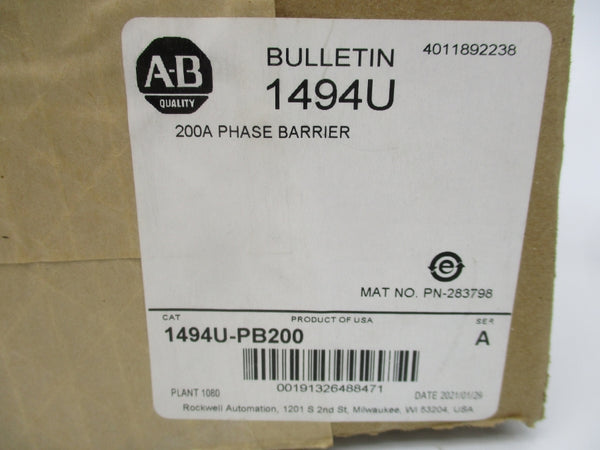 A-B
QUALITY
BULLETIN
1494U
4011892238
200A PHASE BARRIER
e
MAT NO. PN-283798
CAT
PRODUCT OF USA
SER
1494U-PB200
A
00191326488471
PLANT 1080
DATE 2021/01/29
Rockwell Automation, 1201 S 2nd St, Milwaukee, WI 53204, USA